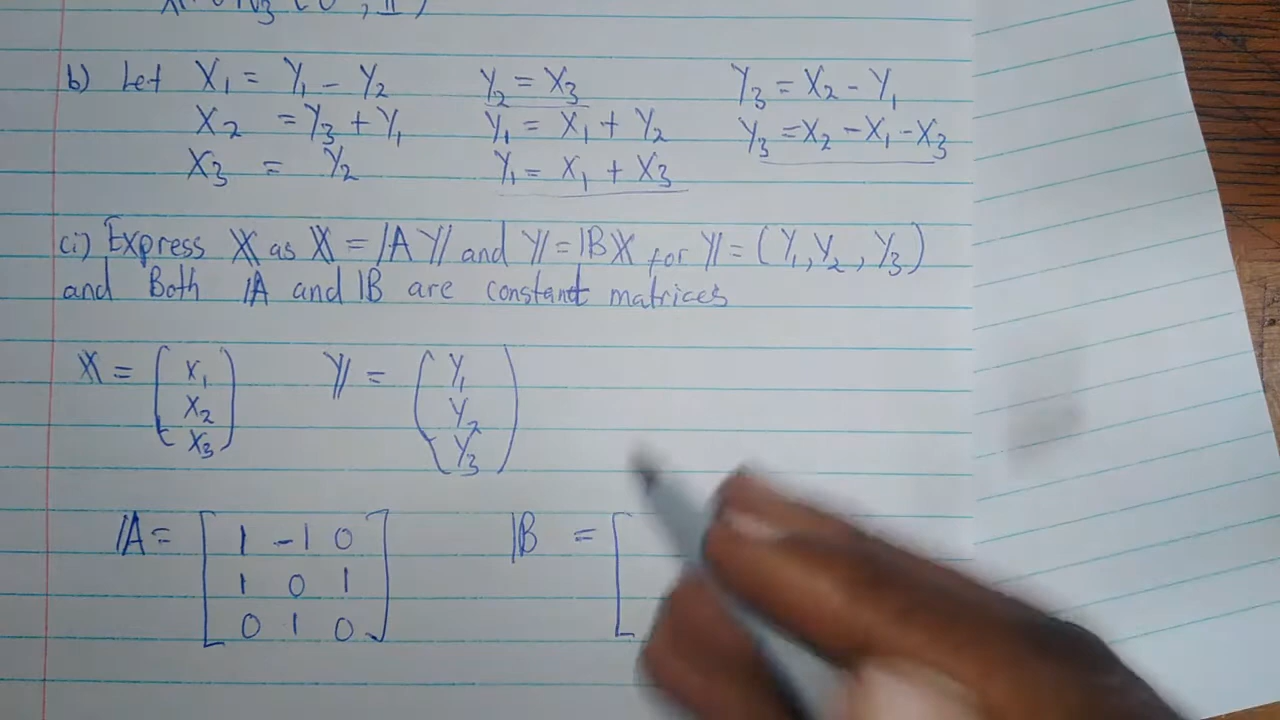 b) Let X₁ = Y₁ - Y₂ Y₂ = X₃ Y₃ = X₂ - Y₁
X₂ = Y₃ + Y₁ Y₁ = X₁ + Y₂ Y₃ = X₂ - X₁ - X₃
X₃ = Y₂ Y₁ = X₁ + X₃
ci) Express 𝕏 as 𝕏 = 𝔸𝕐 and 𝕐 = 𝔹𝕏 for 𝕐 = (Y₁, Y₂, Y₃)
and Both 𝔸 and 𝔹 are constant matrices
𝕏 = ( X₁ 𝕐 = ( Y₁
X₂ Y₂
X₃ ) Y₃ )
𝔸 = [ 1 -1 0 𝔹 = [
1 0 1
0 1 0 ]